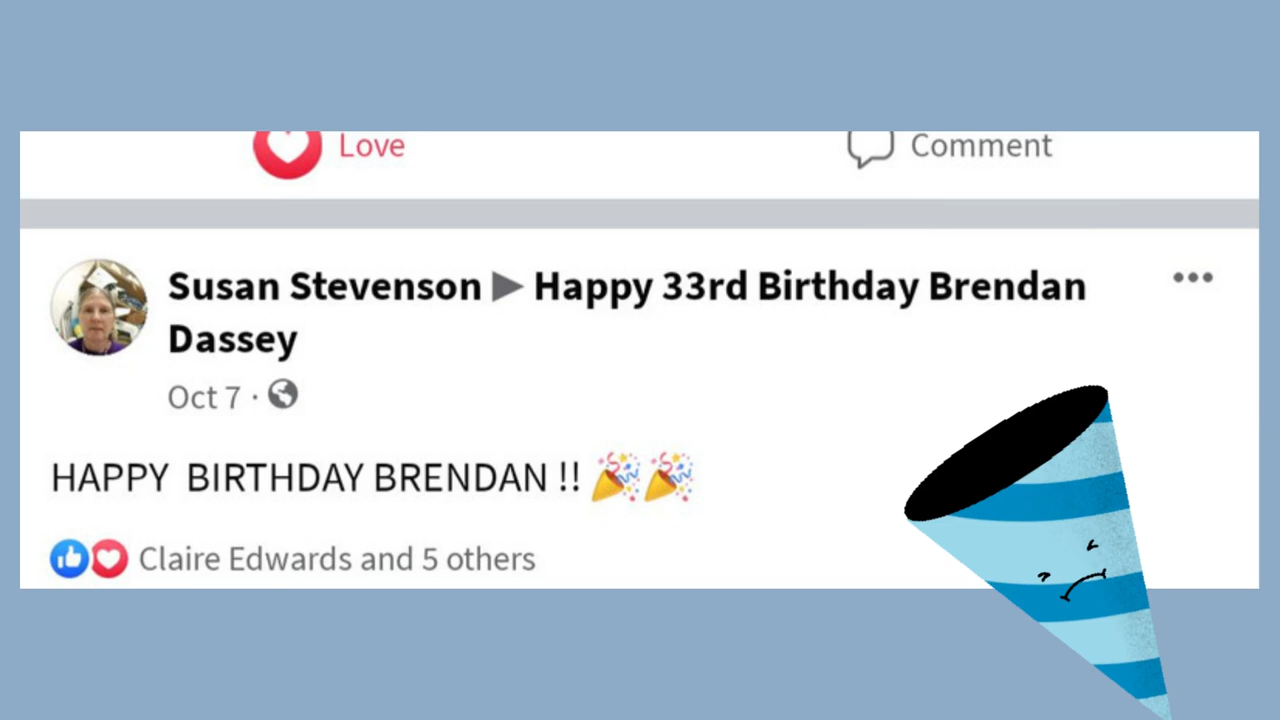 Love Comment
Susan Stevenson ▶ Happy 33rd Birthday Brendan
Dassey
Oct 7 ·
HAPPY BIRTHDAY BRENDAN !! 🎉🎉
Claire Edwards and 5 others